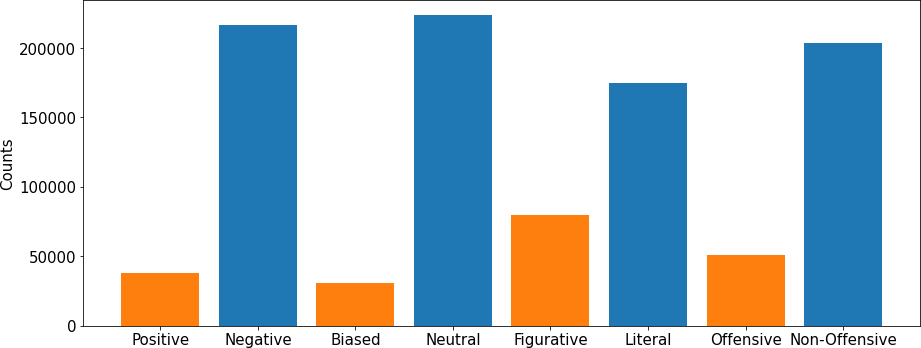 Counts
200000
150000
100000
50000
0
Positive Negative Biased Neutral Figurative Literal Offensive Non-Offensive